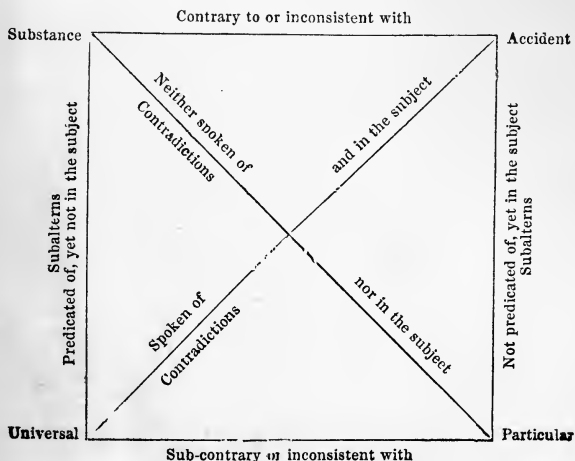 Contrary to or inconsistent with
Substance
Accident
Neither spoken of
Contradictions
and in the subject
Subalterns
Predicated of, yet not in the subject
Not predicated of, yet in the subject
Subalterns
Spoken of
Contradictions
nor in the subject
Universal
Particular
Sub-contrary or inconsistent with